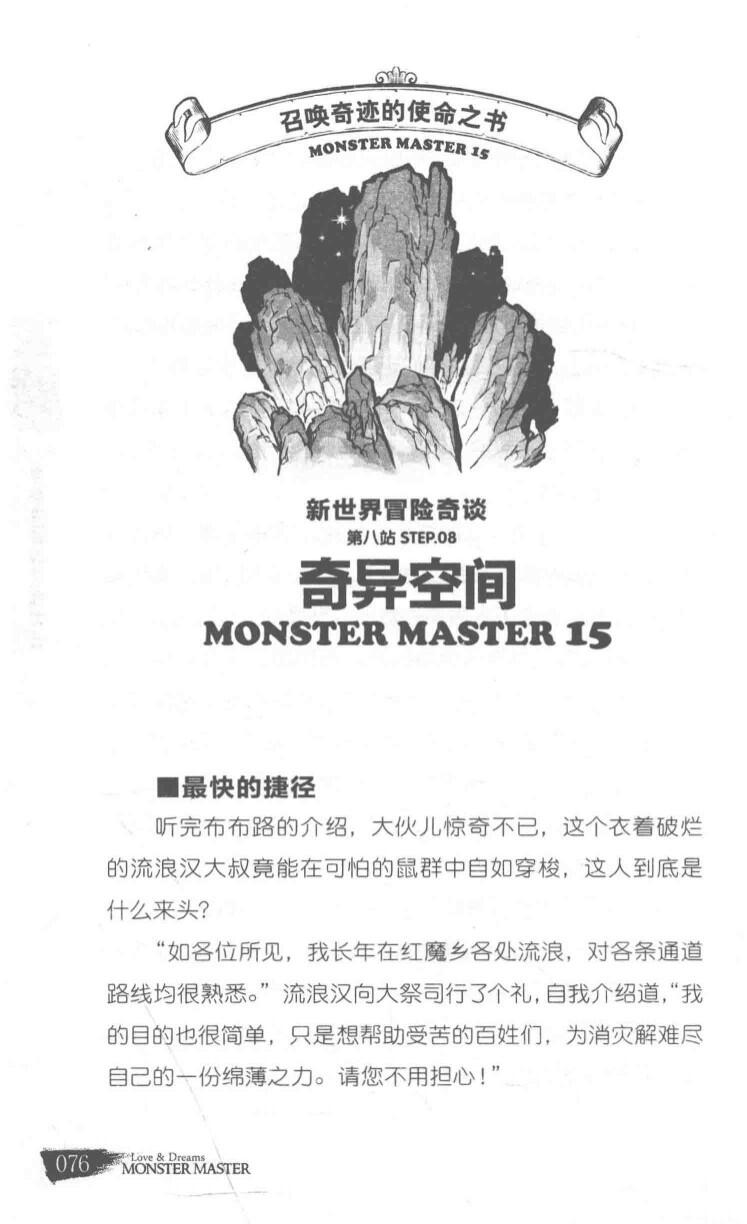 召唤奇迹的使命之书
MONSTER MASTER 15
新世界冒险奇谈
第八站 STEP.08
奇异空间
MONSTER MASTER 15
■最快的捷径
听完布布路的介绍，大伙儿惊奇不已，这个衣着破烂
的流浪汉大叔竟能在可怕的鼠群中自如穿梭，这人到底是
什么来头？
“如各位所见，我长年在红魔乡各处流浪，对各条通道
路线均很熟悉。”流浪汉向大祭司行了个礼，自我介绍道，“我
的目的也很简单，只是想帮助受苦的百姓们，为消灾解难尽
自己的一份绵薄之力。请您不用担心！”
076
Love & Dreams
MONSTER MASTER